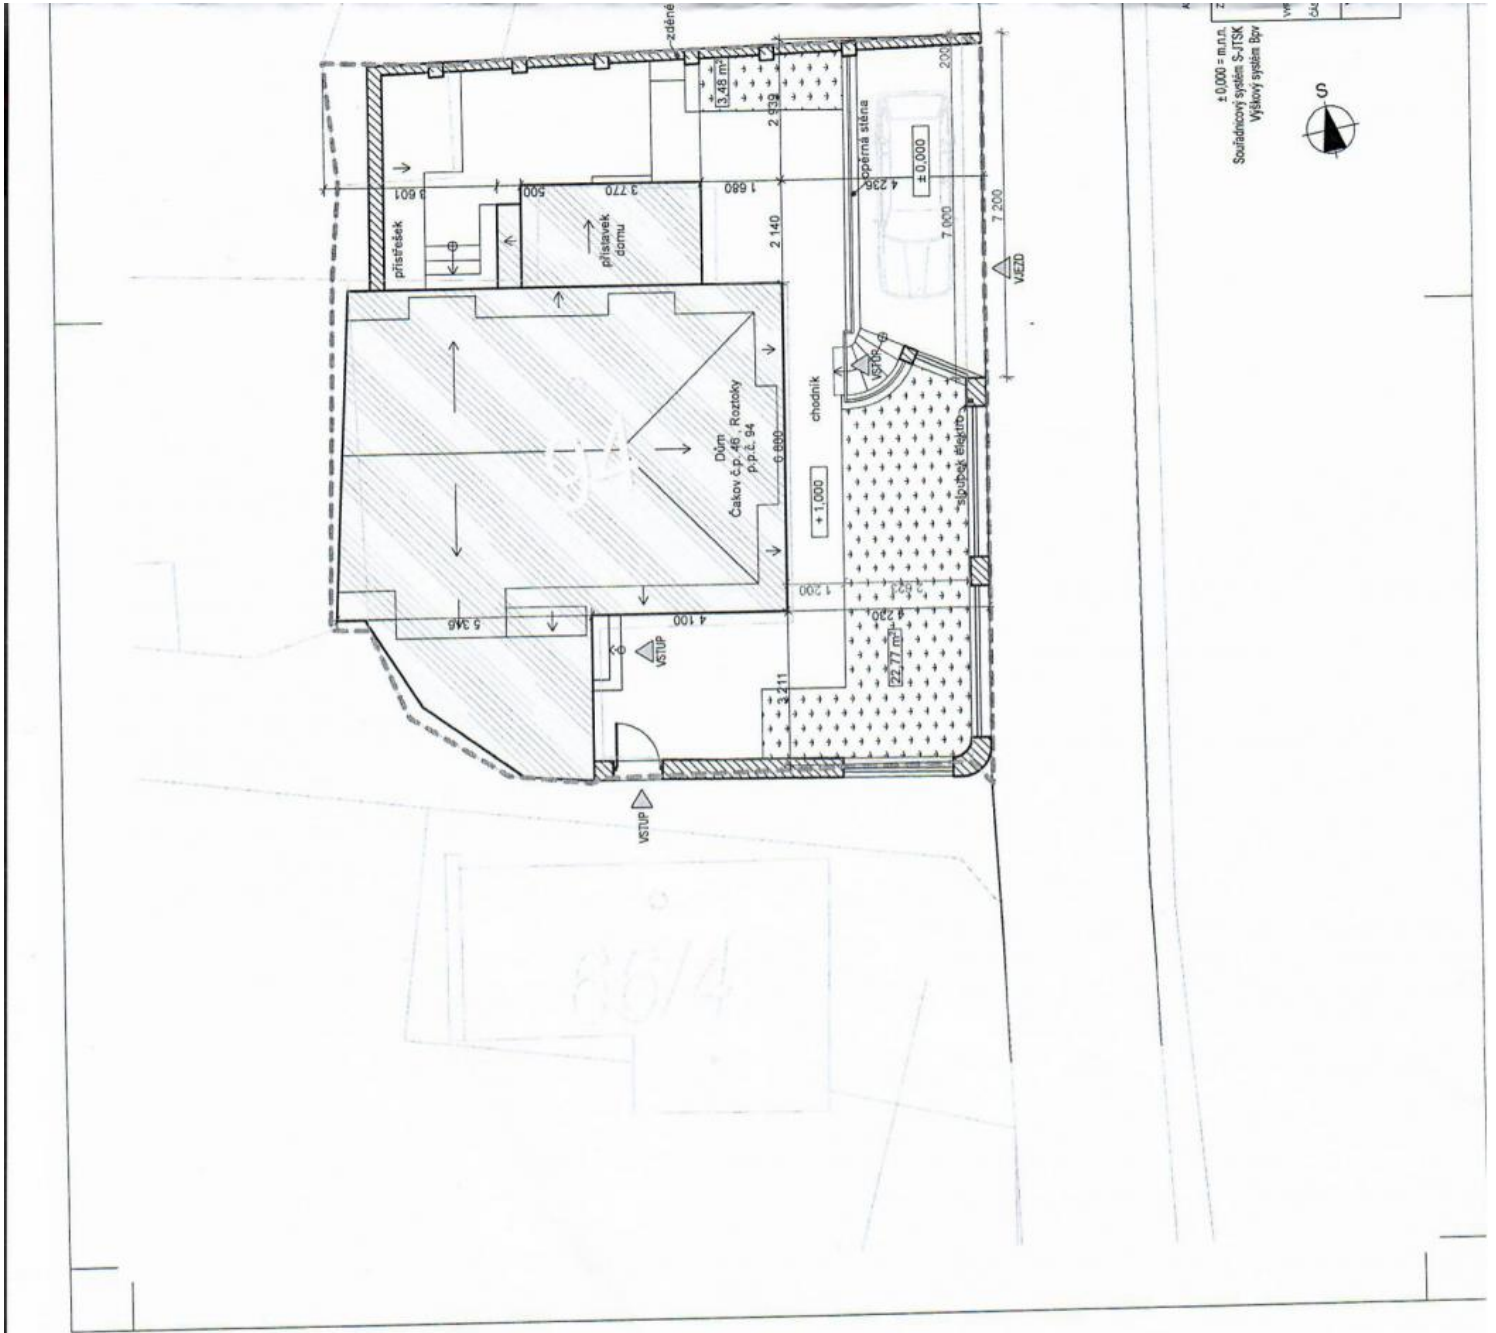 zděné
3,48 m²
2 939
200
opěrná stěna
± 0,000
4 236
7 000
7 200
VJEZD
3 601
500
3 770
1 680
2 140
přístřešek
přístavek
domu
VSTUP
chodník
Dům
Čakov č.p. 46 , Roztoky
p.p.č. 94
6 800
+ 1,000
sloupek elektro
94
1 200
4 230
5 346
4 100
3 211
22,77 m²
VSTUP
VSTUP
66/4
± 0,000 = m.n.n.
Souřadnicový systém S-JTSK
Výškový systém Bpv
S